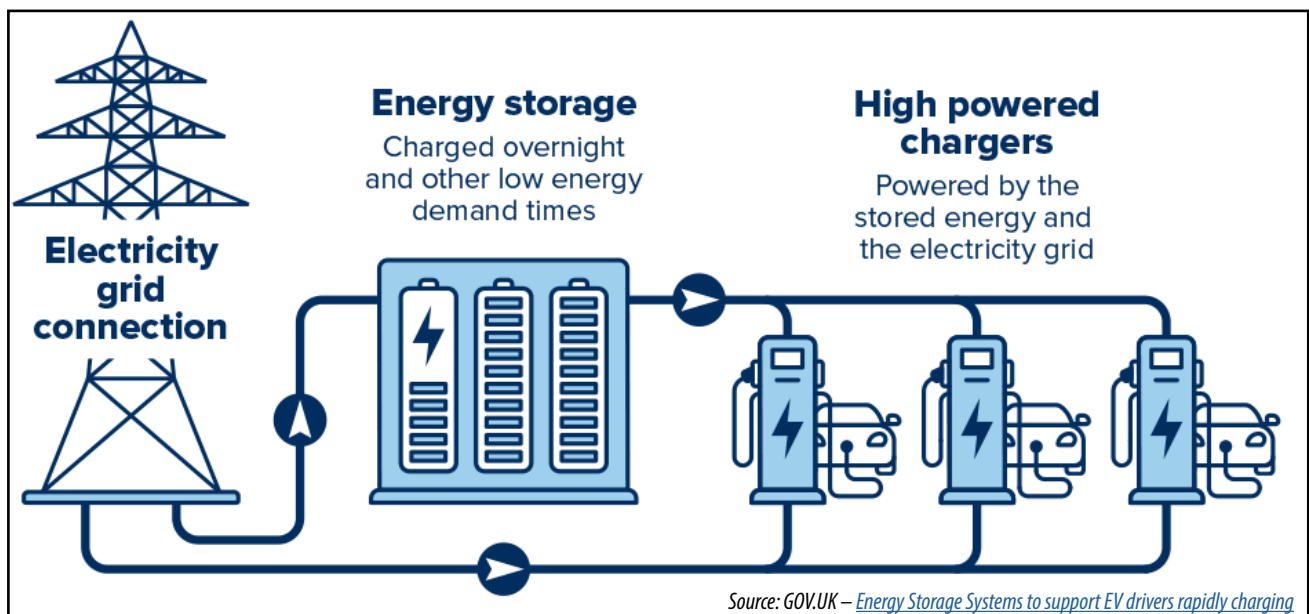 Electricity
grid
connection
Energy storage
Charged overnight
and other low energy
demand times
High powered
chargers
Powered by the
stored energy and
the electricity grid
Source: GOV.UK – Energy Storage Systems to support EV drivers rapidly charging